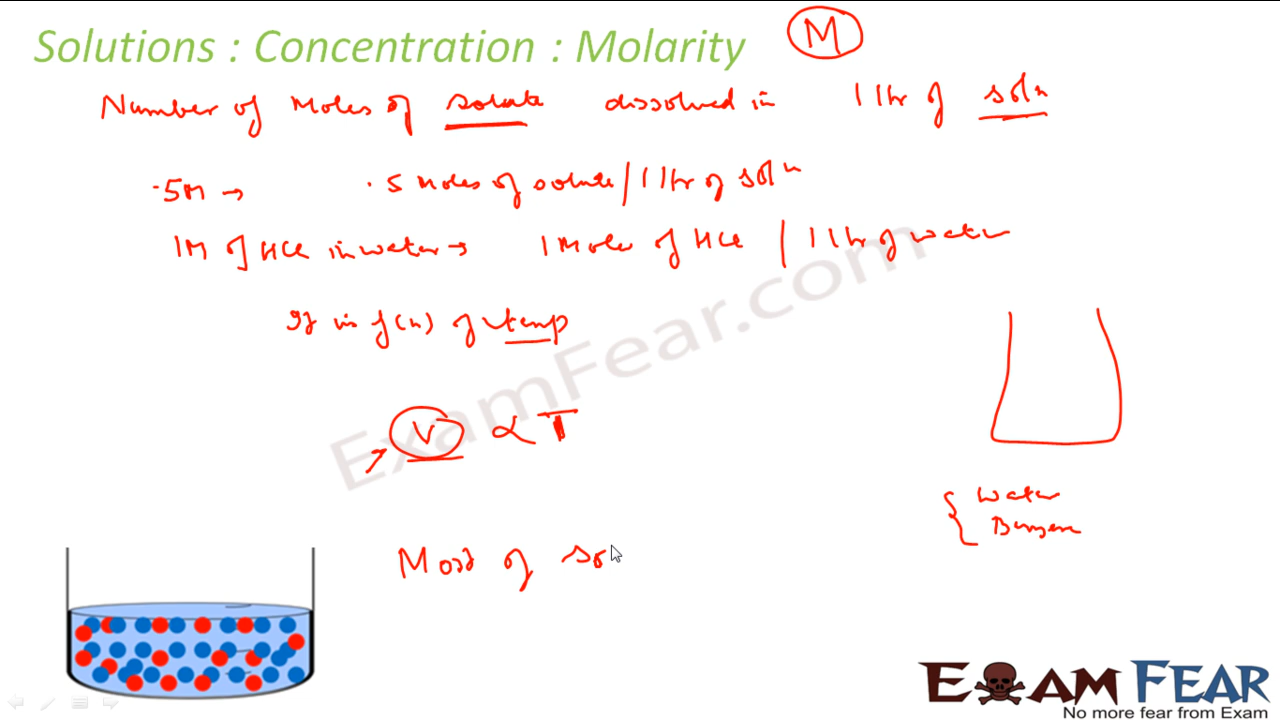 Solutions : Concentration : Molarity M
Number of Moles of solute dissolved in 1 ltr of soln
.5M → .5 Moles of solute / 1 ltr of soln
1M of HCl in water → 1 Mole of HCl / 1 ltr of water
It is f(n) of temp
V ∝ T
Water
Benzene
Most of so
ExamFear.com
EXAM FEAR
No more fear from Exam